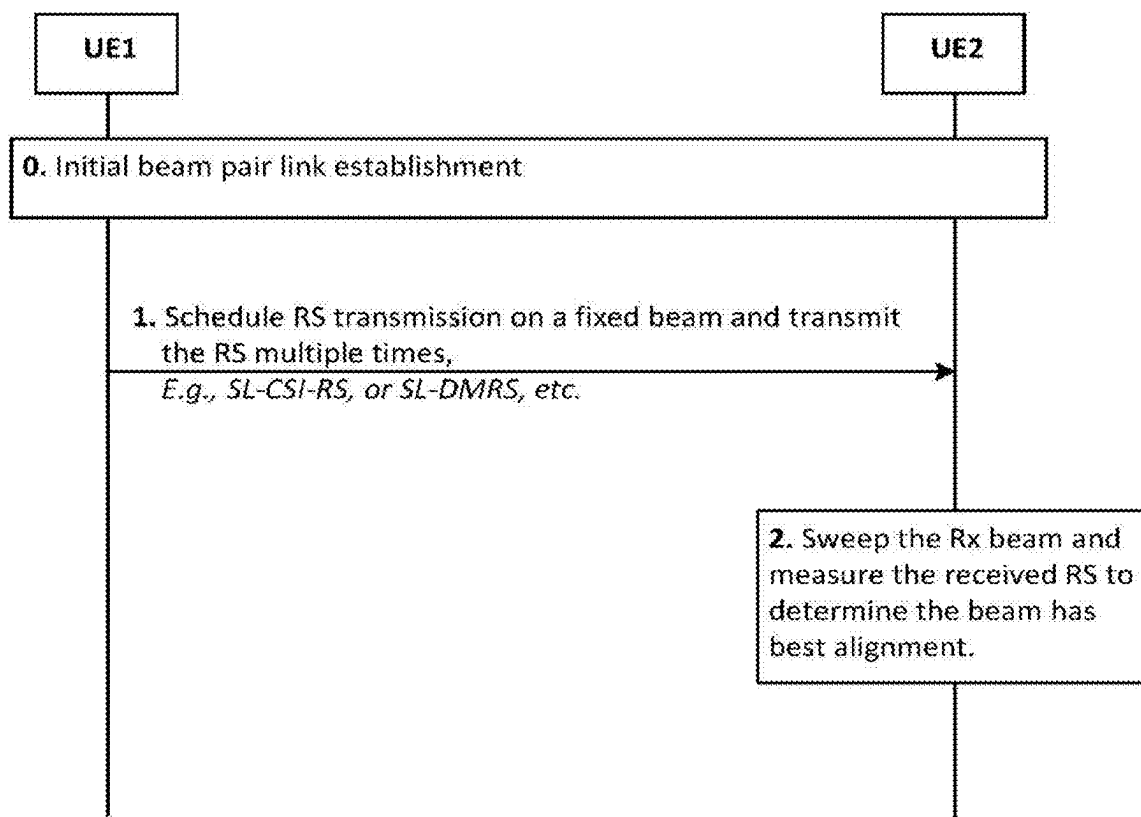 UE1
UE2
0. Initial beam pair link establishment
1. Schedule RS transmission on a fixed beam and transmit
the RS multiple times,
E.g., SL-CSI-RS, or SL-DMRS, etc.
2. Sweep the Rx beam and
measure the received RS to
determine the beam has
best alignment.